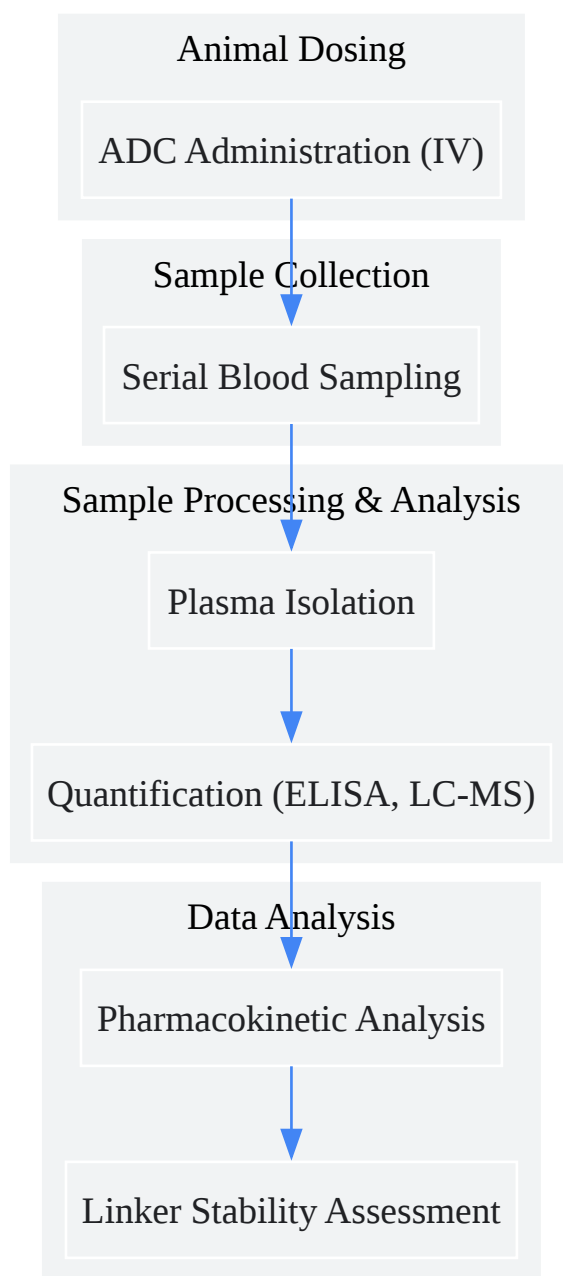 Animal Dosing
ADC Administration (IV)
Sample Collection
Serial Blood Sampling
Sample Processing & Analysis
Plasma Isolation
Quantification (ELISA, LC-MS)
Data Analysis
Pharmacokinetic Analysis
Linker Stability Assessment